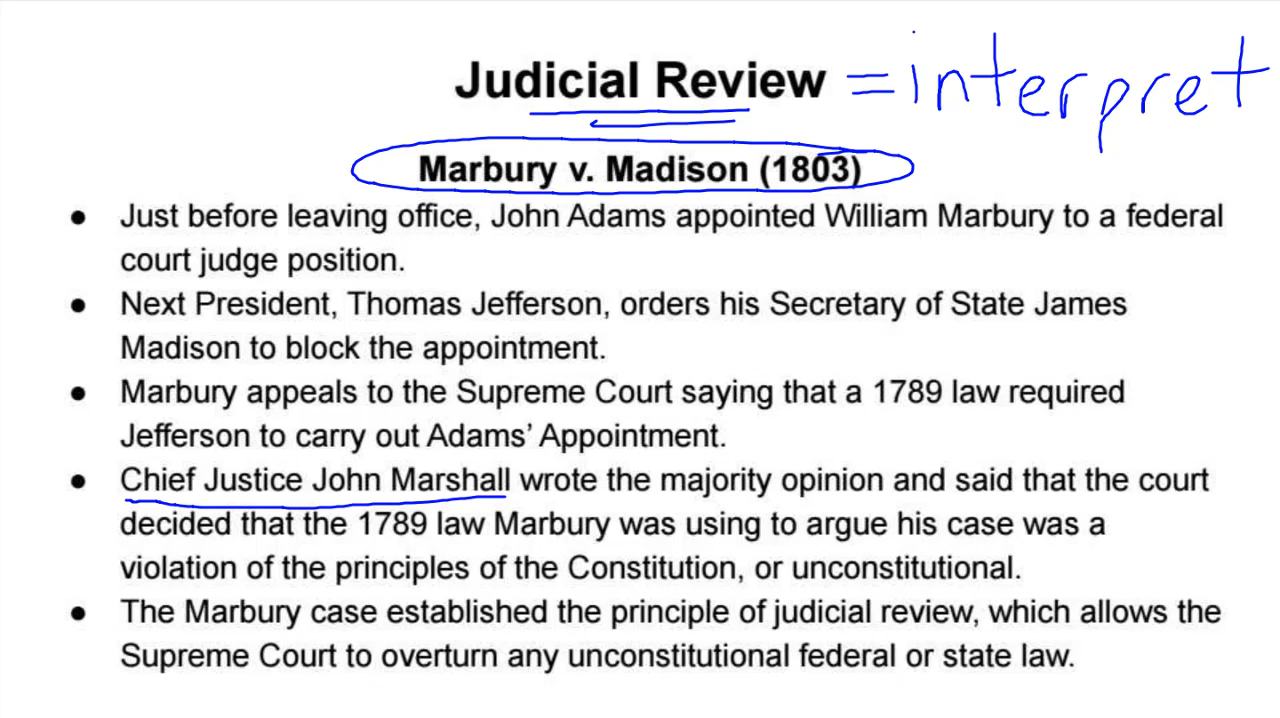 Judicial Review = interpret
Marbury v. Madison (1803)
● Just before leaving office, John Adams appointed William Marbury to a federal
court judge position.
● Next President, Thomas Jefferson, orders his Secretary of State James
Madison to block the appointment.
● Marbury appeals to the Supreme Court saying that a 1789 law required
Jefferson to carry out Adams’ Appointment.
● Chief Justice John Marshall wrote the majority opinion and said that the court
decided that the 1789 law Marbury was using to argue his case was a
violation of the principles of the Constitution, or unconstitutional.
● The Marbury case established the principle of judicial review, which allows the
Supreme Court to overturn any unconstitutional federal or state law.